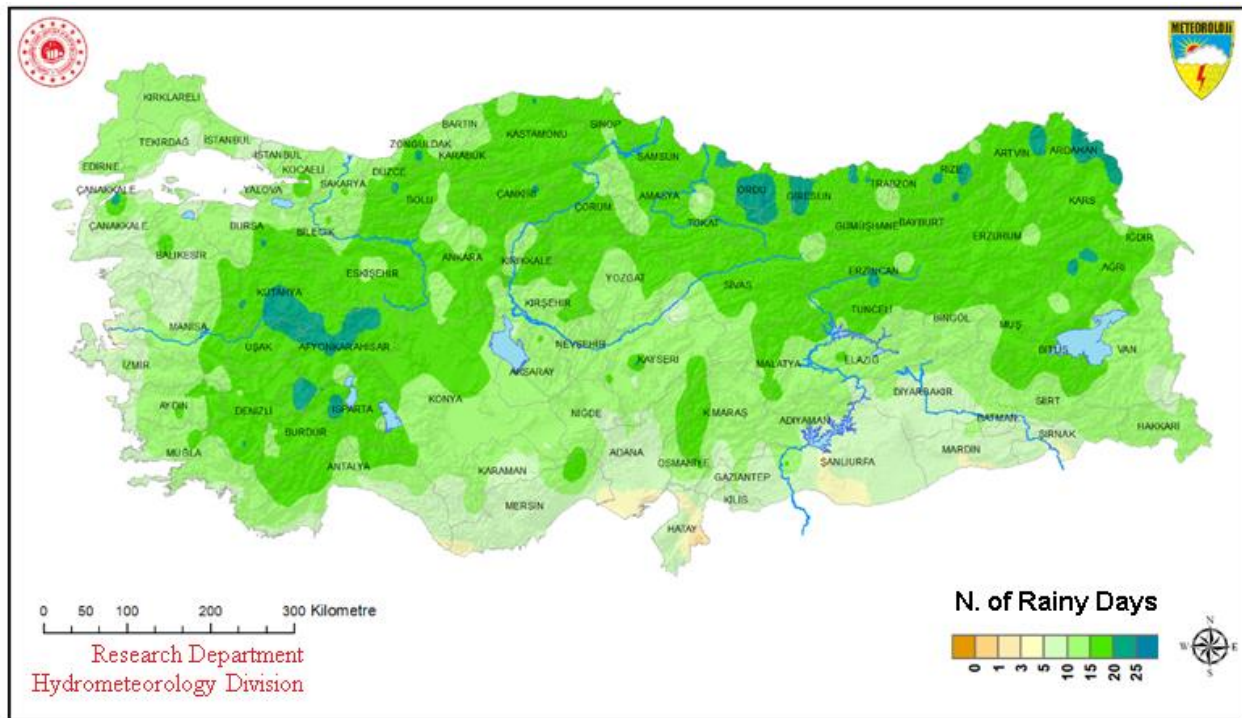 METEOROLOJİ
KIRKLARELİ
TEKİRDAĞ
İSTANBUL
EDİRNE
İSTANBUL
KOCAELİ
ÇANAKKALE
YALOVA
SAKARYA
DÜZCE
ZONGULDAK
BARTIN
KARABÜK
KASTAMONU
SİNOP
SAMSUN
ORDU
GİRESUN
TRABZON
RİZE
ARTVİN
ARDAHAN
KARS
ÇANAKKALE
BURSA
BİLECİK
BOLU
ÇANKIRI
ÇORUM
AMASYA
TOKAT
GÜMÜŞHANE
BAYBURT
ERZURUM
IĞDIR
BALIKESİR
ESKİŞEHİR
ANKARA
KIRIKKALE
YOZGAT
SİVAS
ERZİNCAN
AĞRI
KÜTAHYA
KIRŞEHİR
TUNCELİ
BİNGÖL
MUŞ
MANİSA
UŞAK
AFYONKARAHİSAR
NEVŞEHİR
KAYSERİ
MALATYA
ELAZIĞ
BİTLİS
VAN
İZMİR
AKSARAY
AYDIN
DENİZLİ
ISPARTA
KONYA
NİĞDE
K.MARAŞ
ADIYAMAN
DİYARBAKIR
BATMAN
SİİRT
ŞIRNAK
HAKKARİ
MUĞLA
BURDUR
ANTALYA
KARAMAN
ADANA
OSMANİYE
GAZİANTEP
ŞANLIURFA
MARDİN
MERSİN
KİLİS
HATAY
0 50 100 200 300 Kilometre
Research Department
Hydrometeorology Division
N. of Rainy Days
0 1 3 5 10 15 20 25
N
W E
S